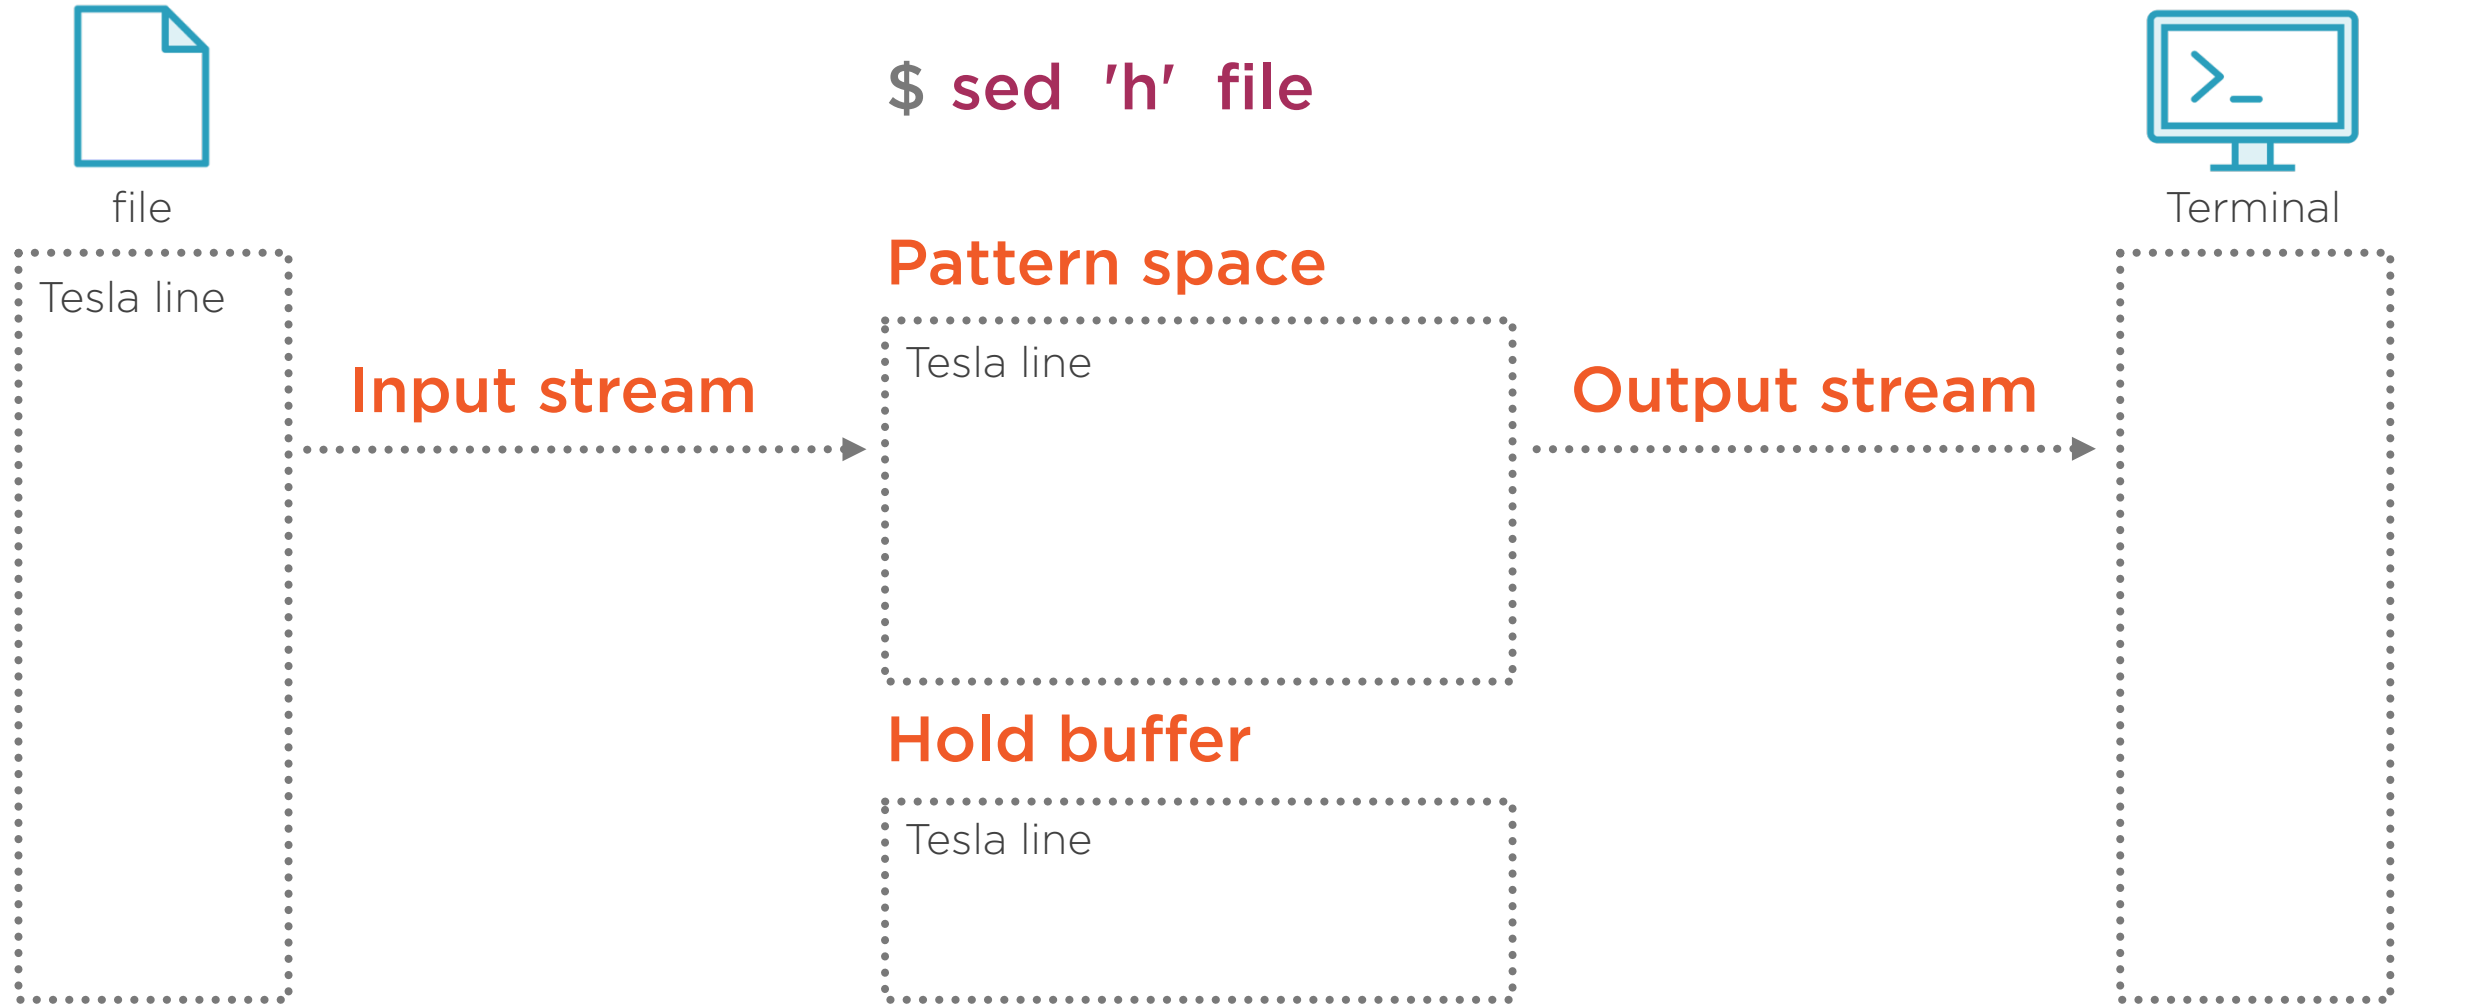 $ sed 'h' file
file
Terminal
Tesla line
Input stream
Pattern space
Tesla line
Output stream
Hold buffer
Tesla line